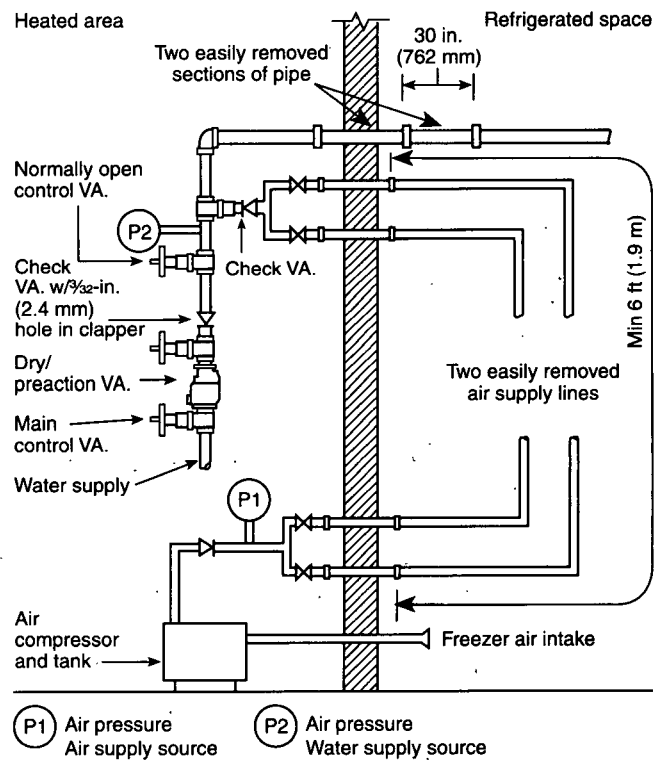 Heated area
Refrigerated space
Two easily removed
sections of pipe
30 in.
(762 mm)
Normally open
control VA.
P2
Check VA.
Check
VA. w/3/32-in.
(2.4 mm)
hole in clapper
Dry/
preaction VA.
Main
control VA.
Water supply
Min 6 ft (1.9 m)
Two easily removed
air supply lines
P1
Air
compressor
and tank
Freezer air intake
P1 Air pressure
Air supply source
P2 Air pressure
Water supply source